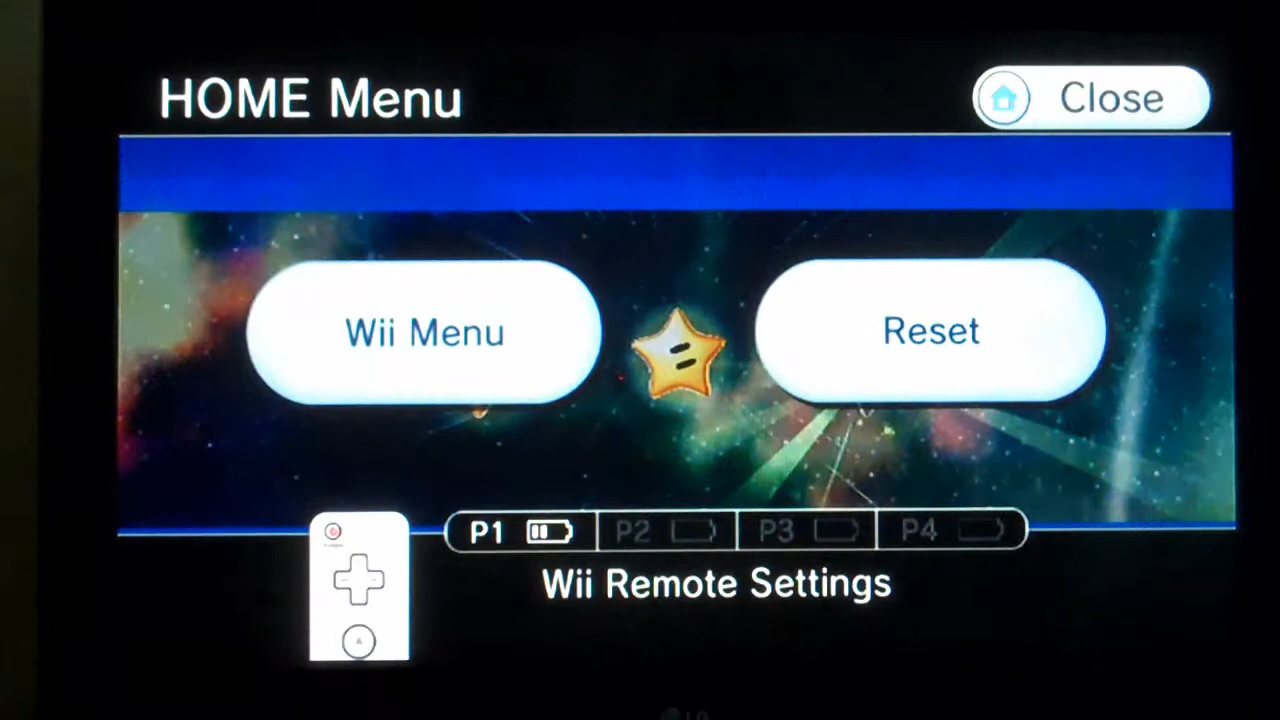 HOME Menu
Close
Wii Menu
Reset
P1 P2 P3 P4
Wii Remote Settings
A